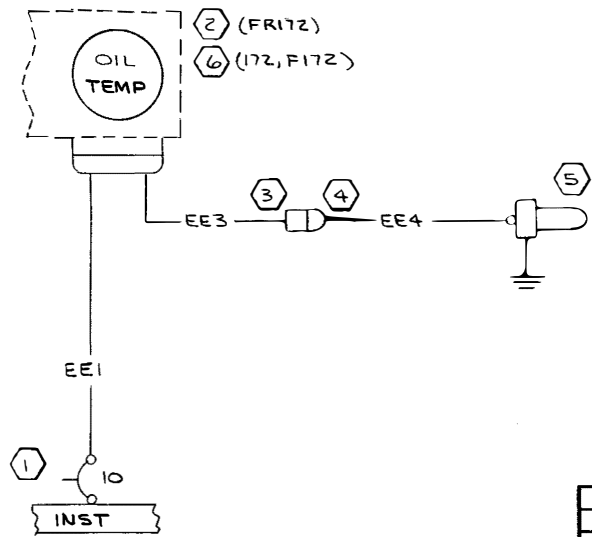 2 (FR172)
6 (172, F172)
OIL
TEMP
3
4
5
EE3
EE4
EE1
1
10
INST